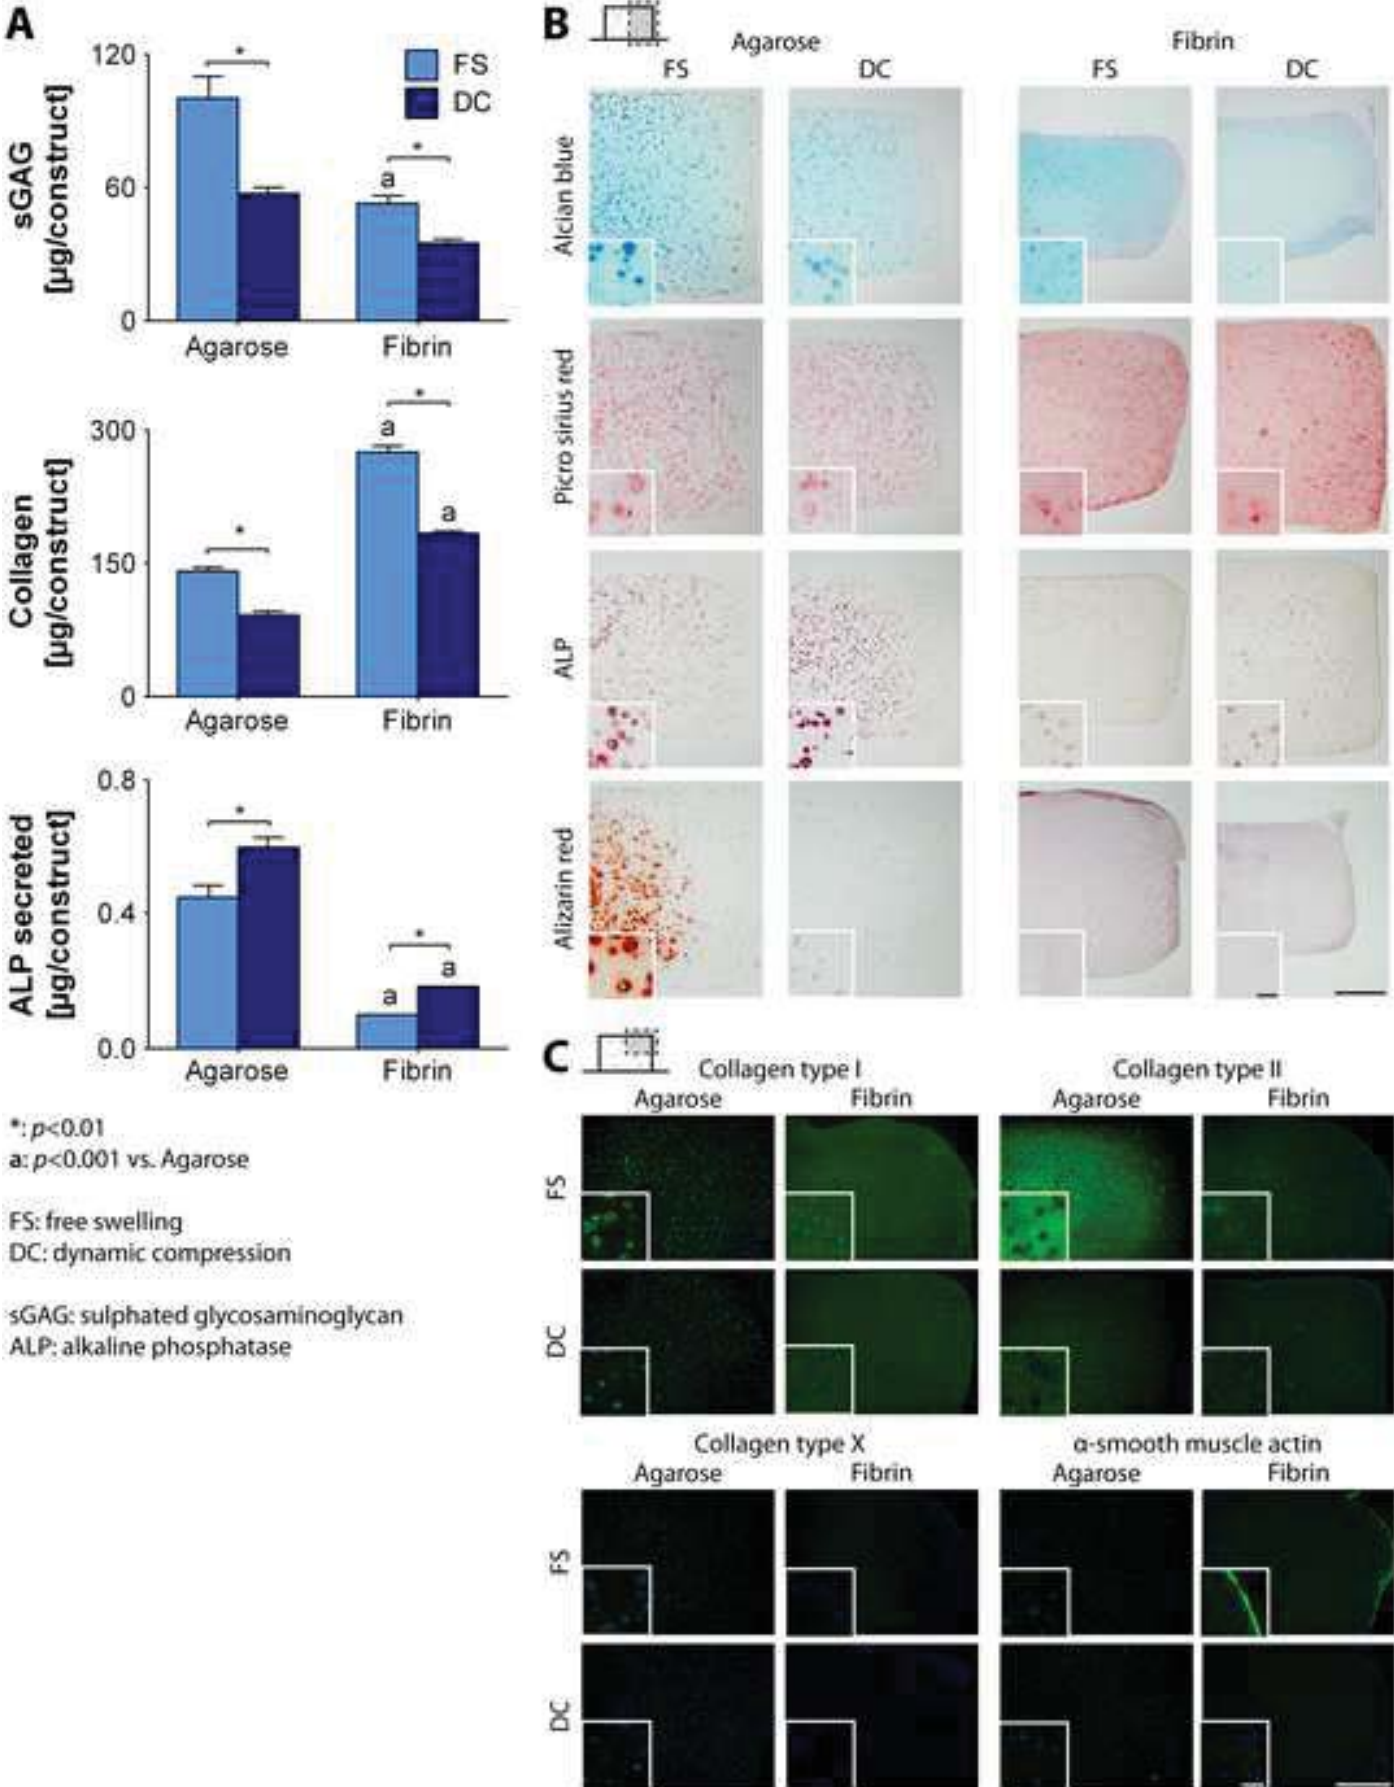 A
120
60
0
sGAG
[µg/construct]
*
*
a
FS
DC
Agarose
Fibrin
300
150
0
Collagen
[µg/construct]
*
*
a
a
Agarose
Fibrin
0.8
0.4
0.0
ALP secreted
[µg/construct]
*
*
a
a
Agarose
Fibrin
*: p<0.01
a: p<0.001 vs. Agarose
FS: free swelling
DC: dynamic compression
sGAG: sulphated glycosaminoglycan
ALP: alkaline phosphatase
B
Agarose
Fibrin
FS
DC
FS
DC
Alcian blue
Picro sirius red
ALP
Alizarin red
C
Collagen type I
Collagen type II
Agarose
Fibrin
Agarose
Fibrin
FS
DC
Collagen type X
α-smooth muscle actin
Agarose
Fibrin
Agarose
Fibrin
FS
DC